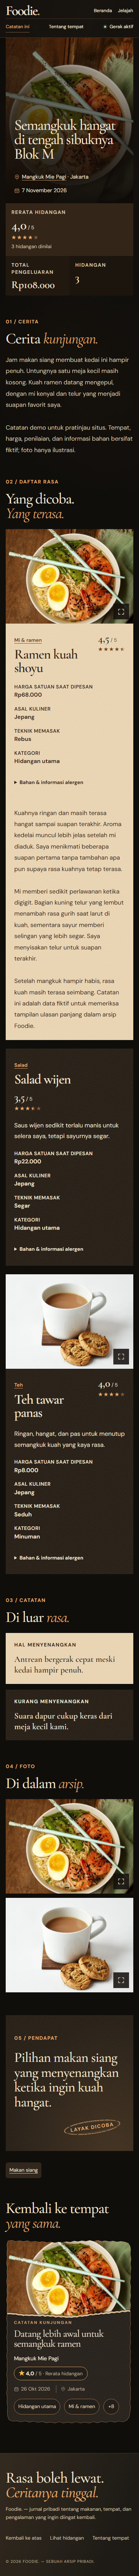 Foodie.
Beranda Jelajah
Catatan ini Tentang tempat Gerak aktif
Semangkuk hangat
di tengah sibuknya
Blok M
Mangkuk Mie Pagi · Jakarta
7 November 2026
RERATA HIDANGAN
4,0 / 5
★★★★★
3 hidangan dinilai
TOTAL
PENGELUARAN
Rp108.000
HIDANGAN
3
01 / CERITA
Cerita kunjungan.
Jam makan siang membuat kedai ini hampir
penuh. Untungnya satu meja kecil masih
kosong. Kuah ramen datang mengepul,
dengan mi kenyal dan telur yang menjadi
suapan favorit saya.
Catatan demo untuk pratinjau situs. Tempat,
harga, penilaian, dan informasi bahan bersifat
fiktif; foto hanya ilustrasi.
02 / DAFTAR RASA
Yang dicoba.
Yang terasa.
Mi & ramen
4,5 / 5
★★★★★
Ramen kuah
shoyu
HARGA SATUAN SAAT DIPESAN
Rp68.000
ASAL KULINER
Jepang
TEKNIK MEMASAK
Rebus
KATEGORI
Hidangan utama
▶ Bahan & informasi alergen
Kuahnya ringan dan masih terasa
hangat sampai suapan terakhir. Aroma
kedelai muncul lebih jelas setelah mi
diaduk. Saya menikmati beberapa
suapan pertama tanpa tambahan apa
pun supaya rasa kuahnya tetap terasa.
Mi memberi sedikit perlawanan ketika
digigit. Bagian kuning telur yang lembut
menambah rasa gurih saat larut di
kuah, sementara sayur memberi
selingan yang lebih segar. Saya
menyisakan telur untuk suapan
terakhir.
Setelah mangkuk hampir habis, rasa
kuah masih terasa seimbang. Catatan
ini adalah data fiktif untuk memeriksa
tampilan ulasan panjang dalam arsip
Foodie.
Salad
Salad wijen
3,5 / 5
★★★★★
Saus wijen sedikit terlalu manis untuk
selera saya, tetapi sayurnya segar.
HARGA SATUAN SAAT DIPESAN
Rp22.000
ASAL KULINER
Jepang
TEKNIK MEMASAK
Segar
KATEGORI
Hidangan utama
▶ Bahan & informasi alergen
Teh
4,0 / 5
★★★★★
Teh tawar
panas
Ringan, hangat, dan pas untuk menutup
semangkuk kuah yang kaya rasa.
HARGA SATUAN SAAT DIPESAN
Rp8.000
ASAL KULINER
Jepang
TEKNIK MEMASAK
Seduh
KATEGORI
Minuman
▶ Bahan & informasi alergen
03 / CATATAN
Di luar rasa.
HAL MENYENANGKAN
Antrean bergerak cepat meski
kedai hampir penuh.
KURANG MENYENANGKAN
Suara dapur cukup keras dari
meja kecil kami.
04 / FOTO
Di dalam arsip.
05 / PENDAPAT
Pilihan makan siang
yang menyenangkan
ketika ingin kuah
hangat.
LAYAK DICOBA
Makan siang
Kembali ke tempat
yang sama.
CATATAN KUNJUNGAN
Datang lebih awal untuk
semangkuk ramen
Mangkuk Mie Pagi
★ 4,0 / 5 · Rerata hidangan
26 Okt 2026 Jakarta
Hidangan utama Mi & ramen +8
Rasa boleh lewat.
Ceritanya tinggal.
Foodie. — jurnal pribadi tentang makanan, tempat, dan
pengalaman yang ingin diingat kembali.
Kembali ke atas Lihat hidangan Tentang tempat
© 2026 FOODIE. — SEBUAH ARSIP PRIBADI.